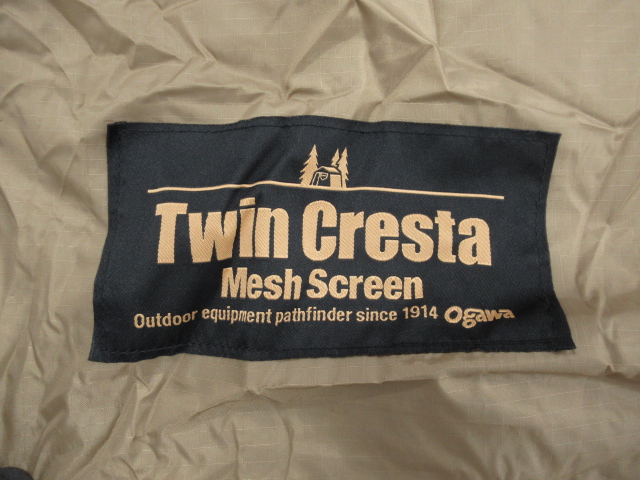 Twin Cresta
Mesh Screen
Outdoor equipment pathfinder since 1914 Ogawa